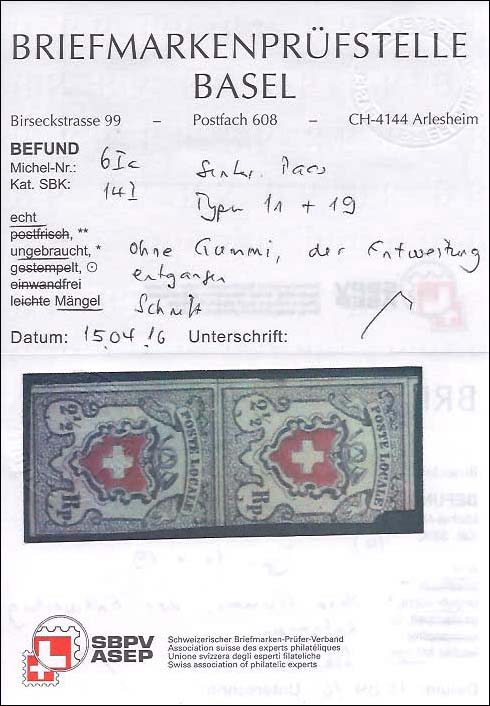 BRIEFMARKENPRÜFSTELLE
BASEL
Birseckstrasse 99 – Postfach 608 – CH-4144 Arlesheim
BEFUND
Michel-Nr.: 6Ic senkr. Paar
Kat. SBK: 14I Typen 11 + 19
echt
postfrisch, **
ungebraucht, * ohne Gummi, der Entwertung
gestempelt, ⊙ entgangen
einwandfrei
leichte Mängel Schnitt
Datum: 15.04.16 Unterschrift:
2½ Rp. POSTE LOCALE
2½ Rp. POSTE LOCALE
SBPV
ASEP
Schweizerischer Briefmarken-Prüfer-Verband
Association suisse des experts philatéliques
Unione svizzera degli esperti filateliche
Swiss association of philatelic experts